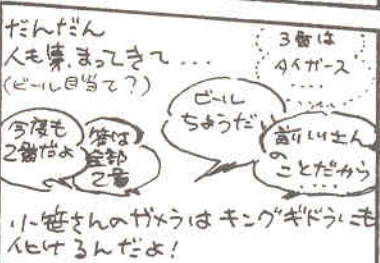 だんだん
人も集まってきて...
(ビール目当て?)
3番は
タイガース
.....
ビール
ちょうだい
今度も
2番だよ
答は
全部
2番
前川さん
のことだから
....
小笹さんのガメラはキングギドラにも
化けるんだよ!